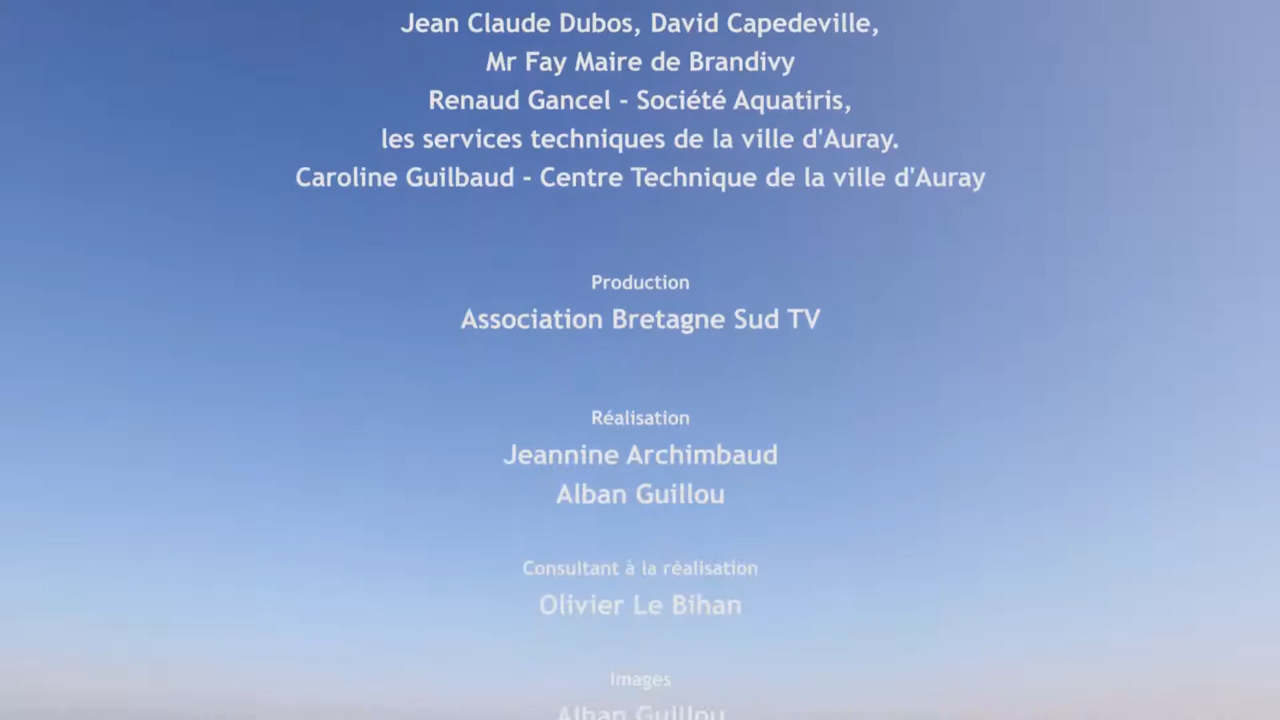 Jean Claude Dubos, David Capedeville,
Mr Fay Maire de Brandivy
Renaud Gancel - Société Aquatiris,
les services techniques de la ville d'Auray.
Caroline Guilbaud - Centre Technique de la ville d'Auray
Production
Association Bretagne Sud TV
Réalisation
Jeannine Archimbaud
Alban Guillou
Consultant à la réalisation
Olivier Le Bihan
Images
Alban Guillou